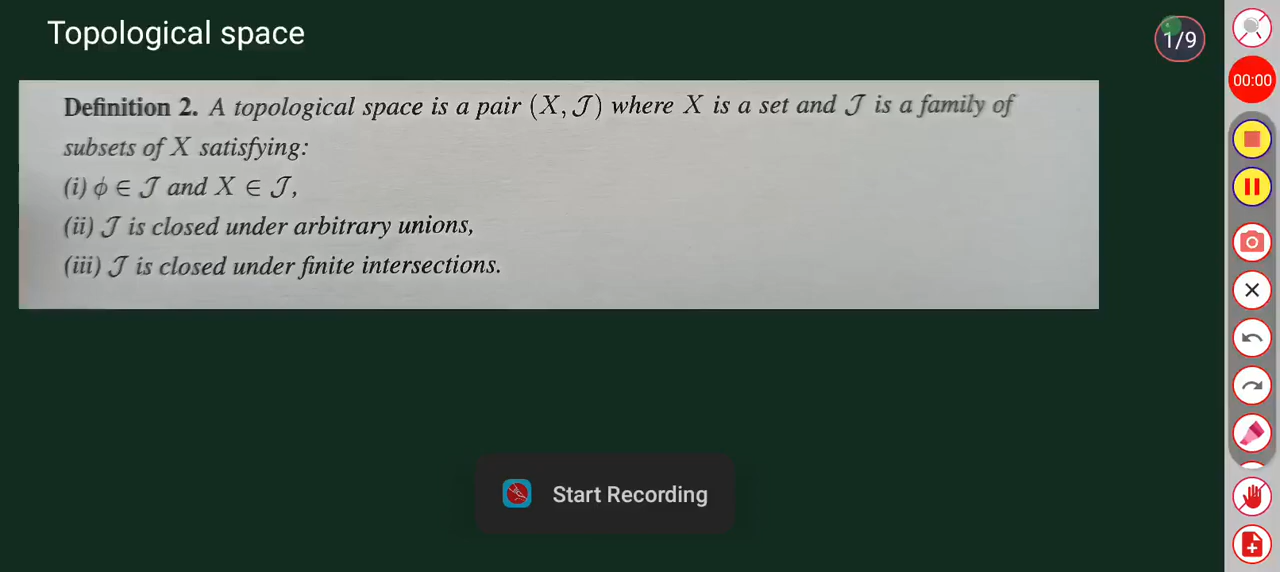 Topological space
1/9
00:00
Definition 2. A topological space is a pair (X, 𝒥) where X is a set and 𝒥 is a family of
subsets of X satisfying:
(i) ϕ ∈ 𝒥 and X ∈ 𝒥,
(ii) 𝒥 is closed under arbitrary unions,
(iii) 𝒥 is closed under finite intersections.
Start Recording